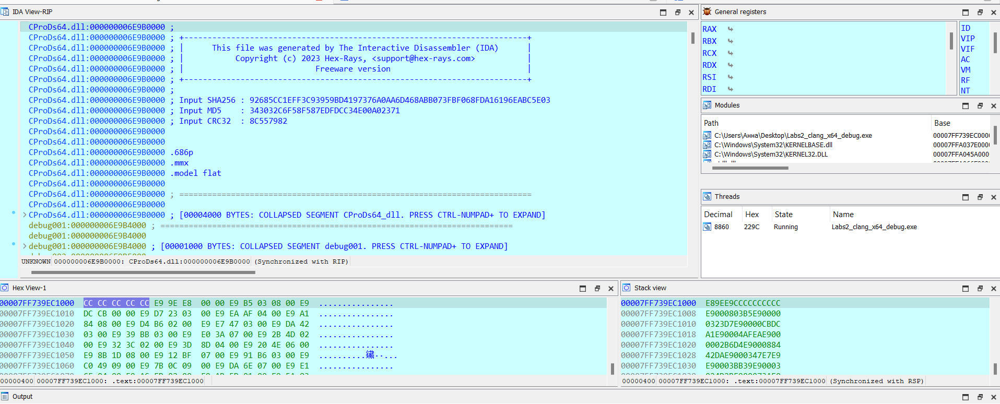 IDA View-RIP
CProDs64.dll:000000006E9B0000 ;
CProDs64.dll:000000006E9B0000 ; +-------------------------------------------------------------------------+
CProDs64.dll:000000006E9B0000 ; | This file was generated by The Interactive Disassembler (IDA) |
CProDs64.dll:000000006E9B0000 ; | Copyright (c) 2023 Hex-Rays, <support@hex-rays.com> |
CProDs64.dll:000000006E9B0000 ; | Freeware version |
CProDs64.dll:000000006E9B0000 ; +-------------------------------------------------------------------------+
CProDs64.dll:000000006E9B0000 ;
CProDs64.dll:000000006E9B0000 ; Input SHA256 : 92685CC1EFF3C93959BD4197376A0AA6D468ABB073FBF068FDA16196EABC5E03
CProDs64.dll:000000006E9B0000 ; Input MD5 : 343032C6F58F587EDFDCC34E00A02371
CProDs64.dll:000000006E9B0000 ; Input CRC32 : 8C557982
CProDs64.dll:000000006E9B0000
CProDs64.dll:000000006E9B0000
CProDs64.dll:000000006E9B0000 .686p
CProDs64.dll:000000006E9B0000 .mmx
CProDs64.dll:000000006E9B0000 .model flat
CProDs64.dll:000000006E9B0000
CProDs64.dll:000000006E9B0000 ; ===========================================================================
CProDs64.dll:000000006E9B0000
CProDs64.dll:000000006E9B0000 ; [00004000 BYTES: COLLAPSED SEGMENT CProDs64_dll. PRESS CTRL-NUMPAD+ TO EXPAND]
debug001:000000006E9B4000 ; ===========================================================================
debug001:000000006E9B4000
debug001:000000006E9B4000 ; [00001000 BYTES: COLLAPSED SEGMENT debug001. PRESS CTRL-NUMPAD+ TO EXPAND]
UNKNOWN 000000006E9B0000: CProDs64.dll:000000006E9B0000 (Synchronized with RIP)
General registers
RAX
RBX
RCX
RDX
RSI
RDI
ID
VIP
VIF
AC
VM
RF
NT
Modules
Path Base
C:\Users\Анна\Desktop\Labs2_clang_x64_debug.exe 00007FF739EC000
C:\Windows\System32\KERNELBASE.dll 00007FFA037E000
C:\Windows\System32\KERNEL32.DLL 00007FFA045A000
Threads
Decimal Hex State Name
8860 229C Running Labs2_clang_x64_debug.exe
Hex View-1
00007FF739EC1000 CC CC CC CC CC E9 9E E8 00 00 E9 B5 03 08 00 E9 ................
00007FF739EC1010 DC CB 00 00 E9 D7 23 03 00 E9 EA AF 04 00 E9 A1 ................
00007FF739EC1020 84 08 00 E9 D4 B6 02 00 E9 E7 47 03 00 E9 DA 42 ................
00007FF739EC1030 03 00 E9 39 BB 03 00 E9 E0 3A 07 00 E9 2B 4D 02 ................
00007FF739EC1040 00 E9 32 3C 02 00 E9 3D 8D 04 00 E9 20 4E 06 00 ................
00007FF739EC1050 E9 8B 1D 08 00 E9 12 BF 07 00 E9 91 B6 03 00 E9
00007FF739EC1060 C0 49 09 00 E9 7B 0C 09 00 E9 DA 6E 07 00 E9 E1 ................
00000400 00007FF739EC1000: .text:00007FF739EC1000
Stack view
00007FF739EC1000 E89EE9CCCCCCCCCC
00007FF739EC1008 E9000803B5E90000
00007FF739EC1010 0323D7E90000CBDC
00007FF739EC1018 A1E90004AFEAE900
00007FF739EC1020 0002B6D4E9000884
00007FF739EC1028 42DAE9000347E7E9
00007FF739EC1030 E90003BB39E90003
00000400 00007FF739EC1000: .text:00007FF739EC1000 (Synchronized with RSP)
Output